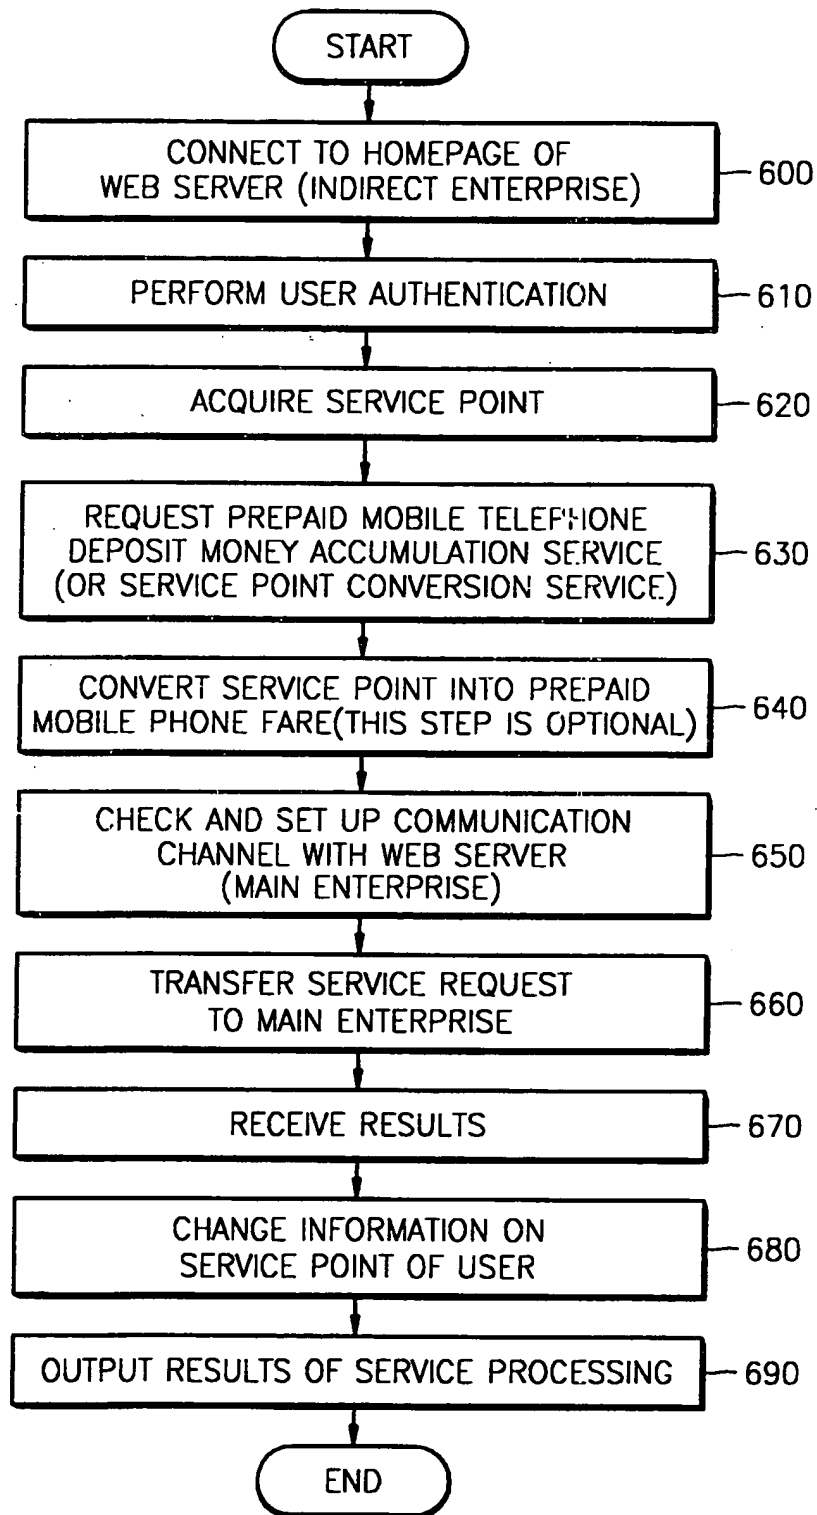 START
CONNECT TO HOMEPAGE OF
WEB SERVER (INDIRECT ENTERPRISE)
600
PERFORM USER AUTHENTICATION
610
ACQUIRE SERVICE POINT
620
REQUEST PREPAID MOBILE TELEPHONE
DEPOSIT MONEY ACCUMULATION SERVICE
(OR SERVICE POINT CONVERSION SERVICE)
630
CONVERT SERVICE POINT INTO PREPAID
MOBILE PHONE FARE(THIS STEP IS OPTIONAL)
640
CHECK AND SET UP COMMUNICATION
CHANNEL WITH WEB SERVER
(MAIN ENTERPRISE)
650
TRANSFER SERVICE REQUEST
TO MAIN ENTERPRISE
660
RECEIVE RESULTS
670
CHANGE INFORMATION ON
SERVICE POINT OF USER
680
OUTPUT RESULTS OF SERVICE PROCESSING
690
END